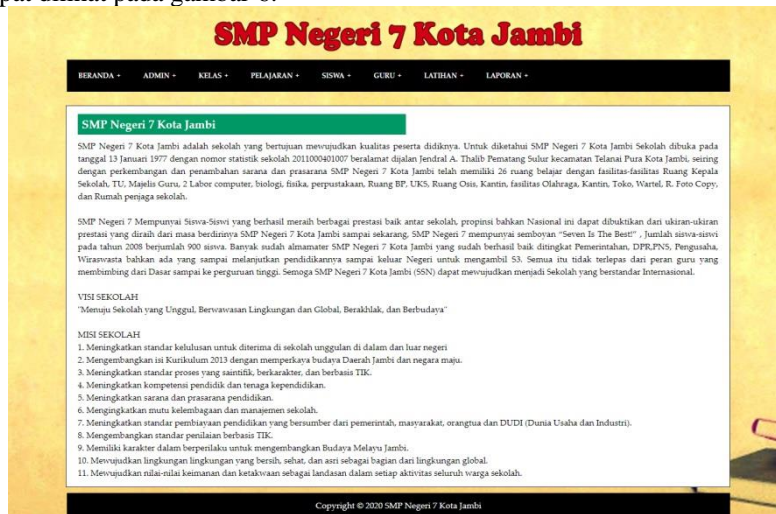 pat dilihat pada gambar 6.
SMP Negeri 7 Kota Jambi
BERANDA + ADMIN + KELAS + PELAJARAN + SISWA + GURU + LATIHAN + LAPORAN +
SMP Negeri 7 Kota Jambi
SMP Negeri 7 Kota Jambi adalah sekolah yang bertujuan mewujudkan kualitas peserta didiknya. Untuk diketahui SMP Negeri 7 Kota Jambi Sekolah dibuka pada
tanggal 13 Januari 1977 dengan nomor statistik sekolah 2011000401007 beralamat dijalan Jendral A. Thalib Pematang Sulur kecamatan Telanai Pura Kota Jambi, seiring
dengan perkembangan dan penambahan sarana dan prasarana SMP Negeri 7 Kota Jambi telah memiliki 26 ruang belajar dengan fasilitas-fasilitas Ruang Kepala
Sekolah, TU, Majelis Guru, 2 Labor computer, biologi, fisika, perpustakaan, Ruang BP, UKS, Ruang Osis, Kantin, fasilitas Olahraga, Kantin, Toko, Wartel, R. Foto Copy,
dan Rumah penjaga sekolah.
SMP Negeri 7 Mempunyai Siswa-Siswi yang berhasil meraih berbagai prestasi baik antar sekolah, propinsi bahkan Nasional ini dapat dibuktikan dari ukiran-ukiran
prestasi yang diraih dari masa berdirinya SMP Negeri 7 Kota Jambi sampai sekarang, SMP Negeri 7 mempunyai semboyan "Seven Is The Best!" , Jumlah siswa-siswi
pada tahun 2008 berjumlah 900 siswa. Banyak sudah almamater SMP Negeri 7 Kota Jambi yang sudah berhasil baik ditingkat Pemerintahan, DPR,PNS, Pengusaha,
Wiraswasta bahkan ada yang sampai melanjutkan pendidikannya sampai keluar Negeri untuk mengambil S3. Semua itu tidak terlepas dari peran guru yang
membimbing dari Dasar sampai ke perguruan tinggi. Semoga SMP Negeri 7 Kota Jambi (SSN) dapat mewujudkan menjadi Sekolah yang berstandar Internasional.
VISI SEKOLAH
"Menuju Sekolah yang Unggul, Berwawasan Lingkungan dan Global, Berakhlak, dan Berbudaya"
MISI SEKOLAH
1. Meningkatkan standar kelulusan untuk diterima di sekolah unggulan di dalam dan luar negeri
2. Mengembangkan isi Kurikulum 2013 dengan memperkaya budaya Daerah Jambi dan negara maju.
3. Meningkatkan standar proses yang saintifik, berkarakter, dan berbasis TIK.
4. Meningkatkan kompetensi pendidik dan tenaga kependidikan.
5. Meningkatkan sarana dan prasarana pendidikan.
6. Mengingkatkan mutu kelembagaan dan manajemen sekolah.
7. Meningkatkan standar pembiayaan pendidikan yang bersumber dari pemerintah, masyarakat, orangtua dan DUDI (Dunia Usaha dan Industri).
8. Mengembangkan standar penilaian berbasis TIK.
9. Memiliki karakter dalam berperilaku untuk mengembangkan Budaya Melayu Jambi.
10. Mewujudkan lingkungan lingkungan yang bersih, sehat, dan asri sebagai bagian dari lingkungan global.
11. Mewujudkan nilai-nilai keimanan dan ketakwaan sebagai landasan dalam setiap aktivitas seluruh warga sekolah.
Copyright © 2020 SMP Negeri 7 Kota Jambi